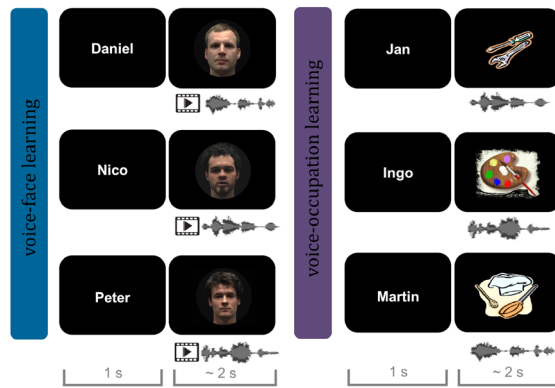 voice-face learning
Daniel
Nico
Peter
1 s
~ 2 s
voice-occupation learning
Jan
Ingo
Martin
1 s
~ 2 s